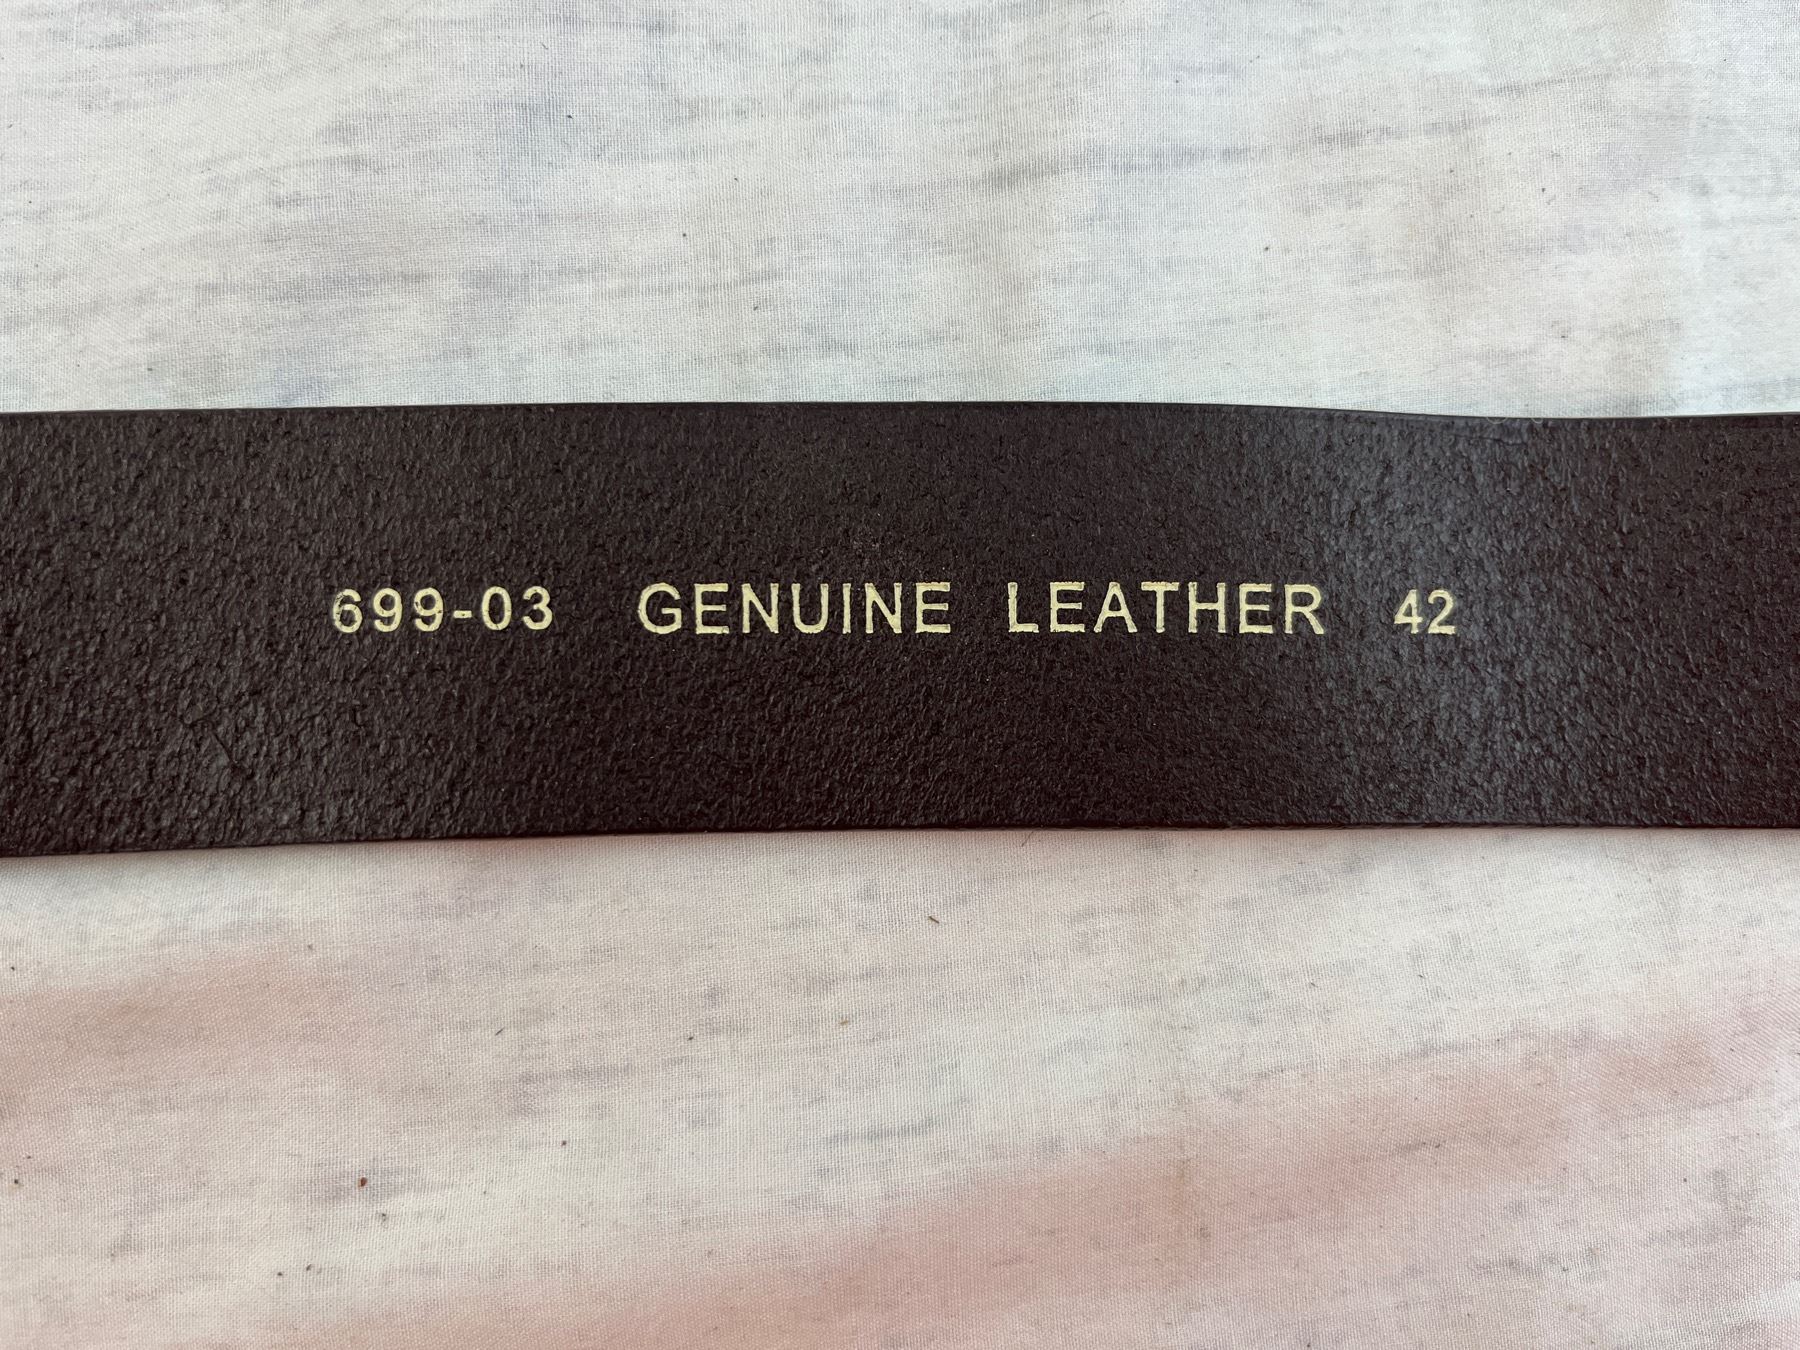 699-03 GENUINE LEATHER 42